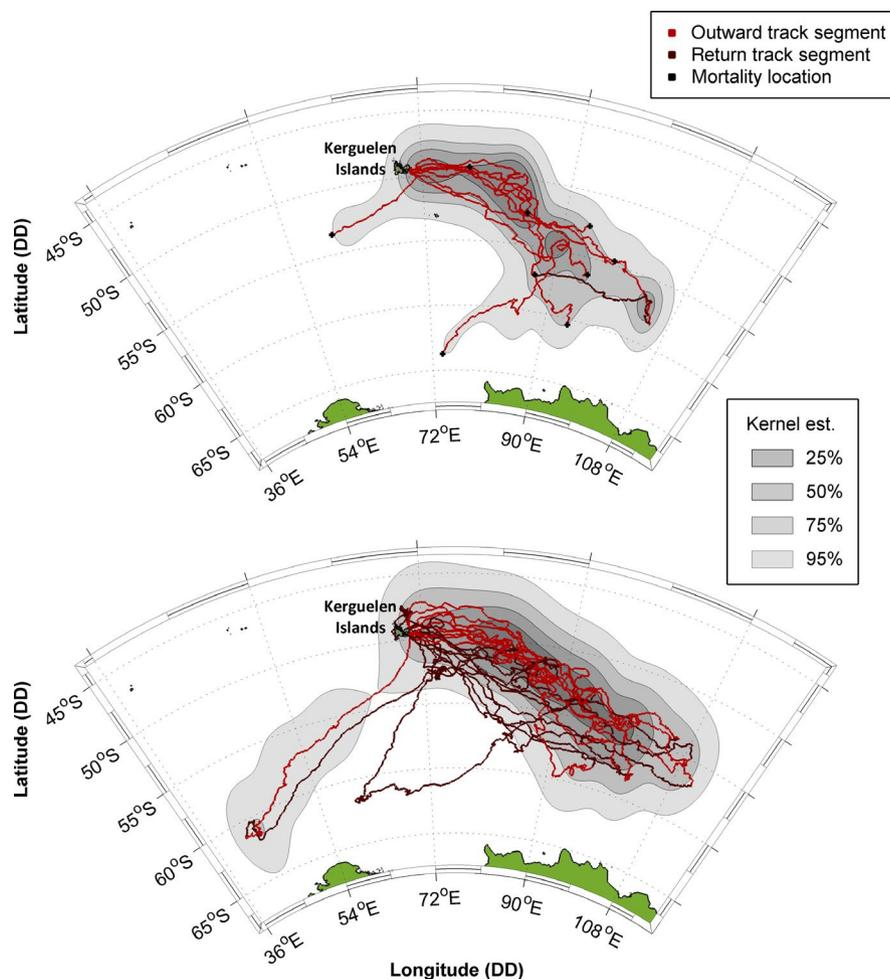 Outward track segment
Return track segment
Mortality location
Kerguelen
Islands
Latitude (DD)
45°S
50°S
55°S
60°S
65°S
36°E
54°E
72°E
90°E
108°E
Kernel est.
25%
50%
75%
95%
Kerguelen
Islands
Latitude (DD)
45°S
50°S
55°S
60°S
65°S
36°E
54°E
72°E
90°E
108°E
Longitude (DD)